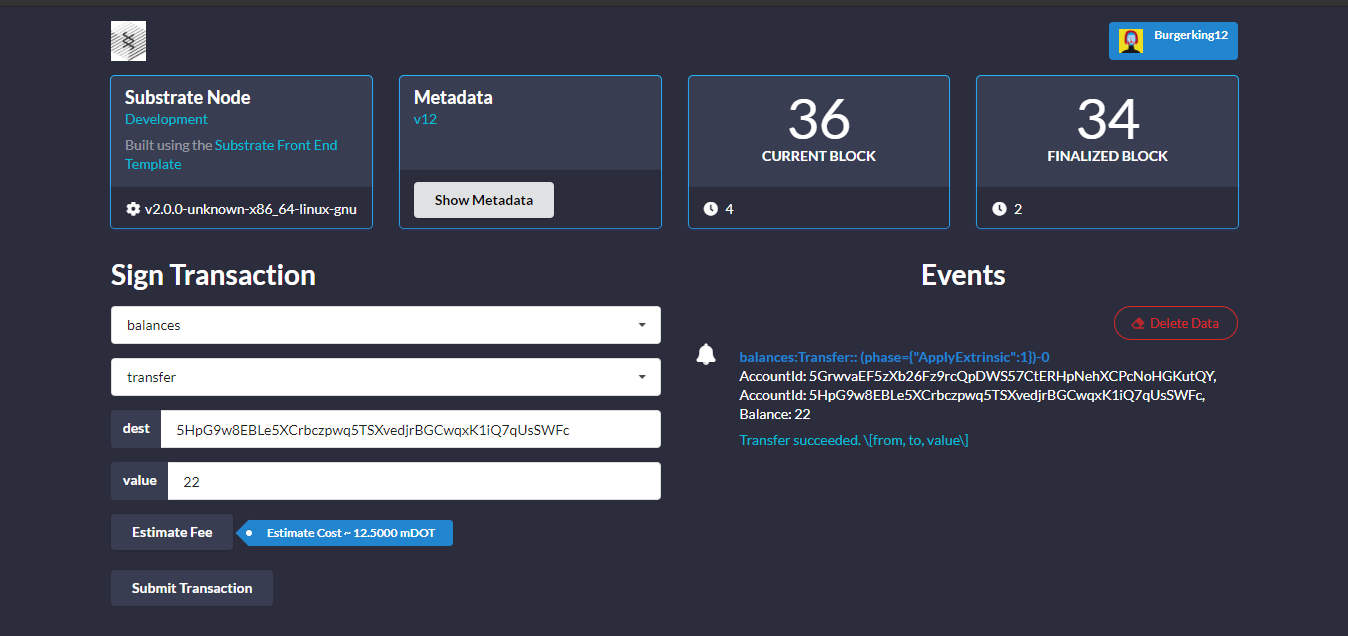 Burgerking12
Substrate Node
Development
Built using the Substrate Front End
Template
v2.0.0-unknown-x86_64-linux-gnu
Metadata
v12
Show Metadata
36
CURRENT BLOCK
4
34
FINALIZED BLOCK
2
Sign Transaction
balances
transfer
dest 5HpG9w8EBLe5XCrbczpwq5TSXvedjrBGCwqxK1iQ7qUsSWFc
value 22
Estimate Fee Estimate Cost ~ 12.5000 mDOT
Submit Transaction
Events
Delete Data
balances:Transfer:: (phase={"ApplyExtrinsic":1})-0
AccountId: 5GrwvaEF5zXb26Fz9rcQpDWS57CtERHpNehXCPcNoHGKutQY,
AccountId: 5HpG9w8EBLe5XCrbczpwq5TSXvedjrBGCwqxK1iQ7qUsSWFc,
Balance: 22
Transfer succeeded. \[from, to, value\]